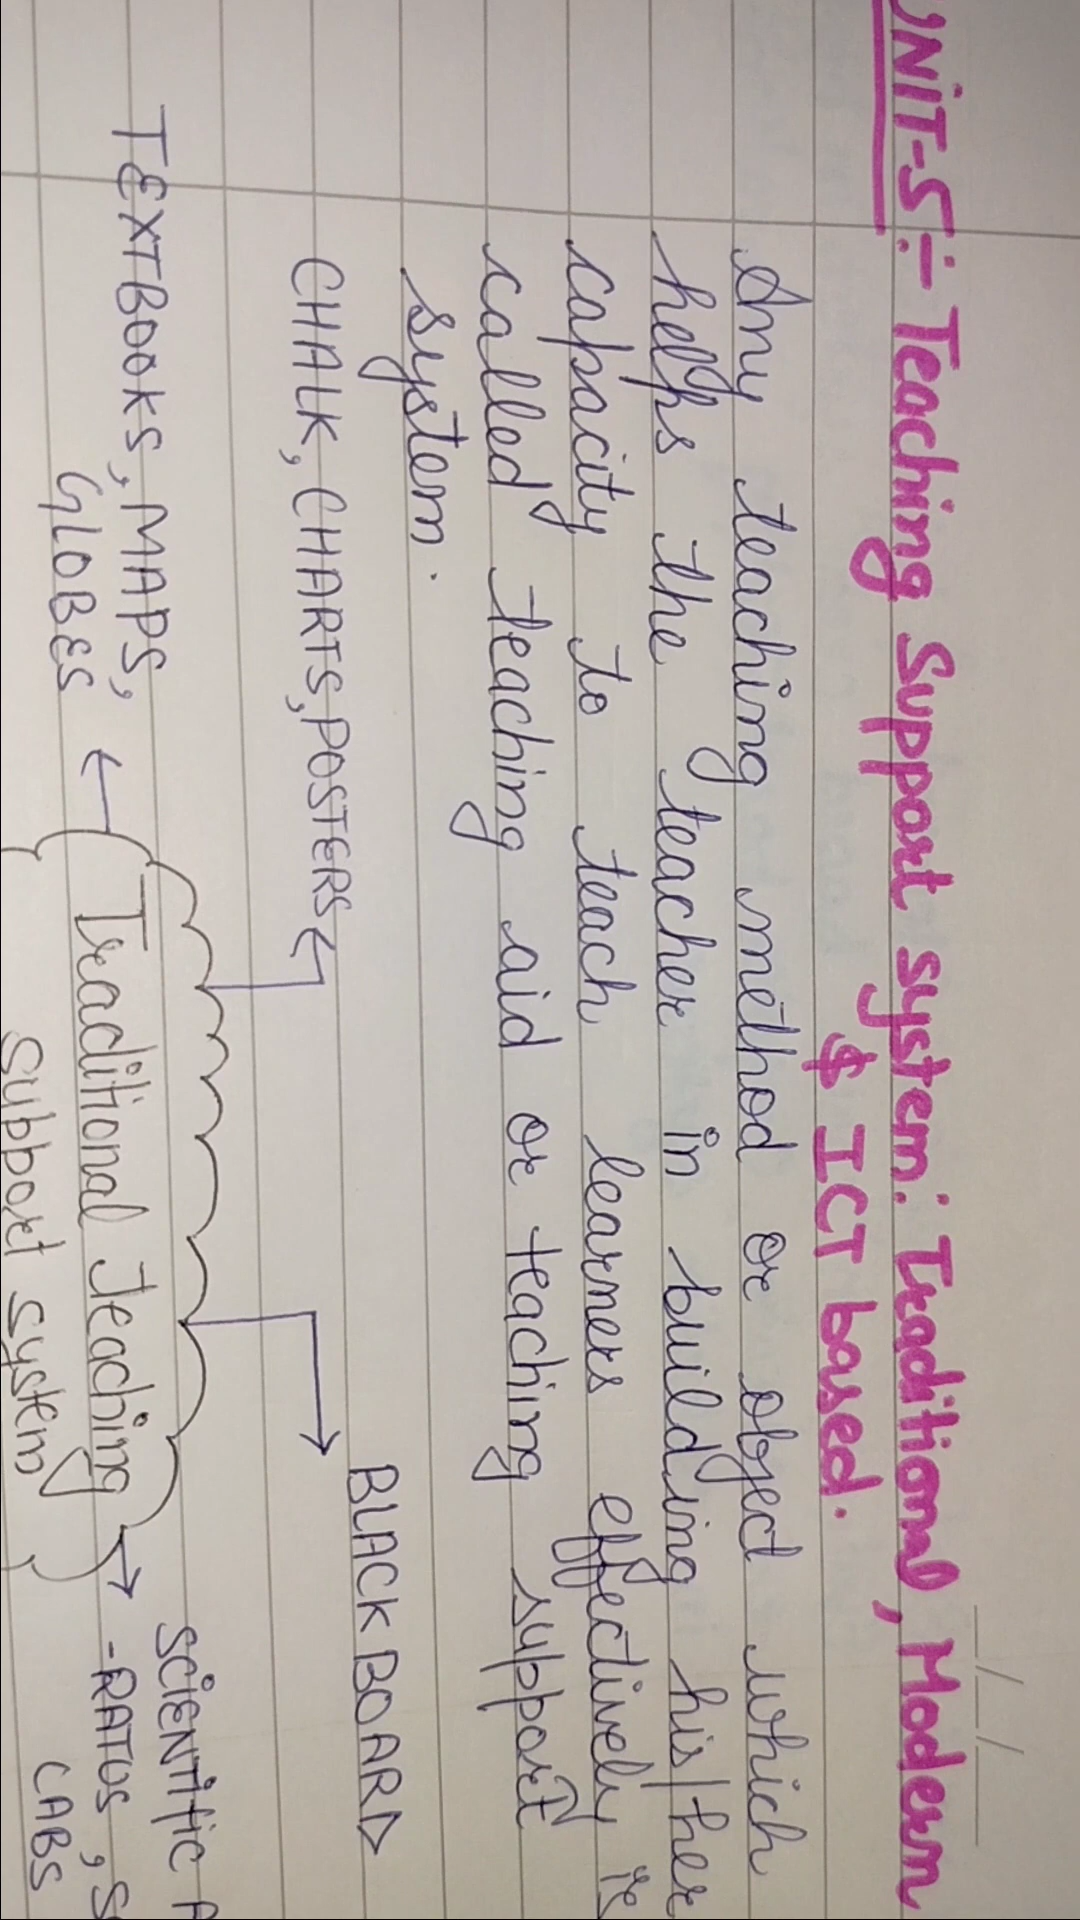 UNIT-5:- Teaching Support system: Traditional, Modern
& ICT based.
Any teaching method or object which
helps the teacher in building his/her
capacity to teach learners effectively is
called teaching aid or teaching support
system.
BLACK BOARD
CHALK, CHARTS, POSTERS
SCIENTIFIC
TEXTBOOKS, MAPS,
-RATUS,
Traditional Teaching
GLOBES
support system